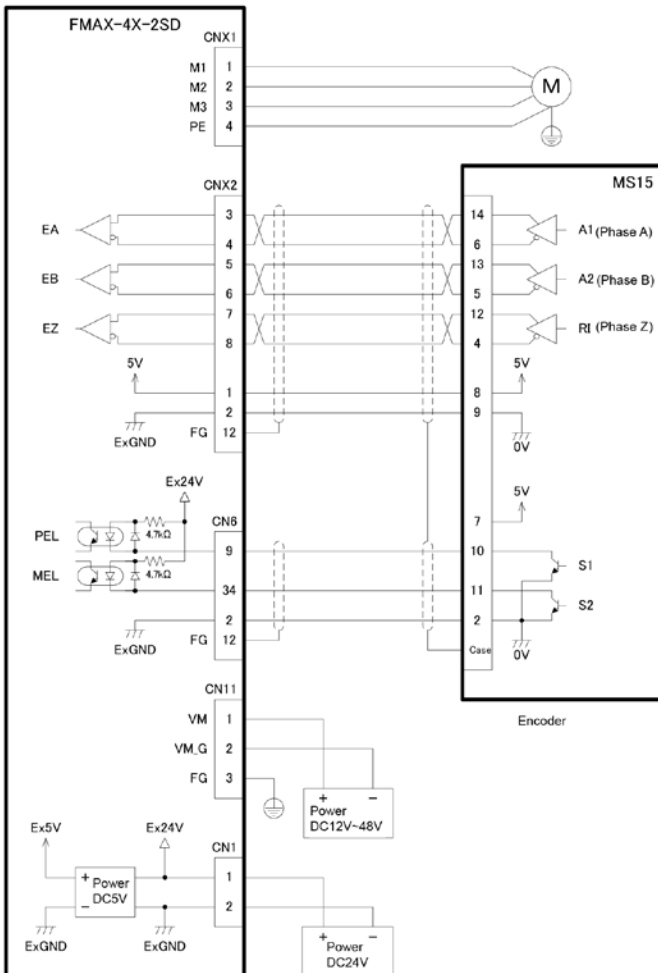 FMAX-4X-2SD
CNX1
M1 1
M2 2
M3 3
PE 4
M
CNX2
MS15
EA 3 14 A1 (Phase A)
4 6
EB 5 13 A2 (Phase B)
6 5
EZ 7 12 RI (Phase Z)
8 4
5V 5V
1 8
2 9
ExGND FG 12 0V
Ex24V
CN6
5V
7
PEL 4.7kΩ 9 10 S1
MEL 4.7kΩ 34 11 S2
2 2
ExGND FG 12 Case 0V
CN11
Encoder
VM 1
VM_G 2
FG 3
+ −
Power
DC12V~48V
Ex5V Ex24V
CN1
+ Power 1
− DC5V 2
ExGND ExGND
+ −
Power
DC24V